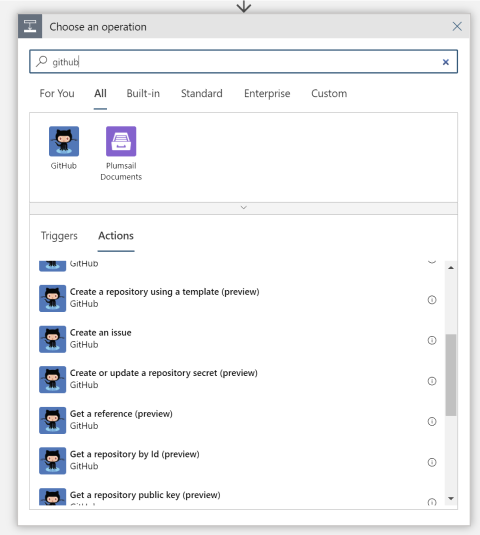 Choose an operation
github
For You All Built-in Standard Enterprise Custom
GitHub Plumsail
Documents
Triggers Actions
GitHub
Create a repository using a template (preview)
GitHub
Create an issue
GitHub
Create or update a repository secret (preview)
GitHub
Get a reference (preview)
GitHub
Get a repository by Id (preview)
GitHub
Get a repository public key (preview)
GitHub